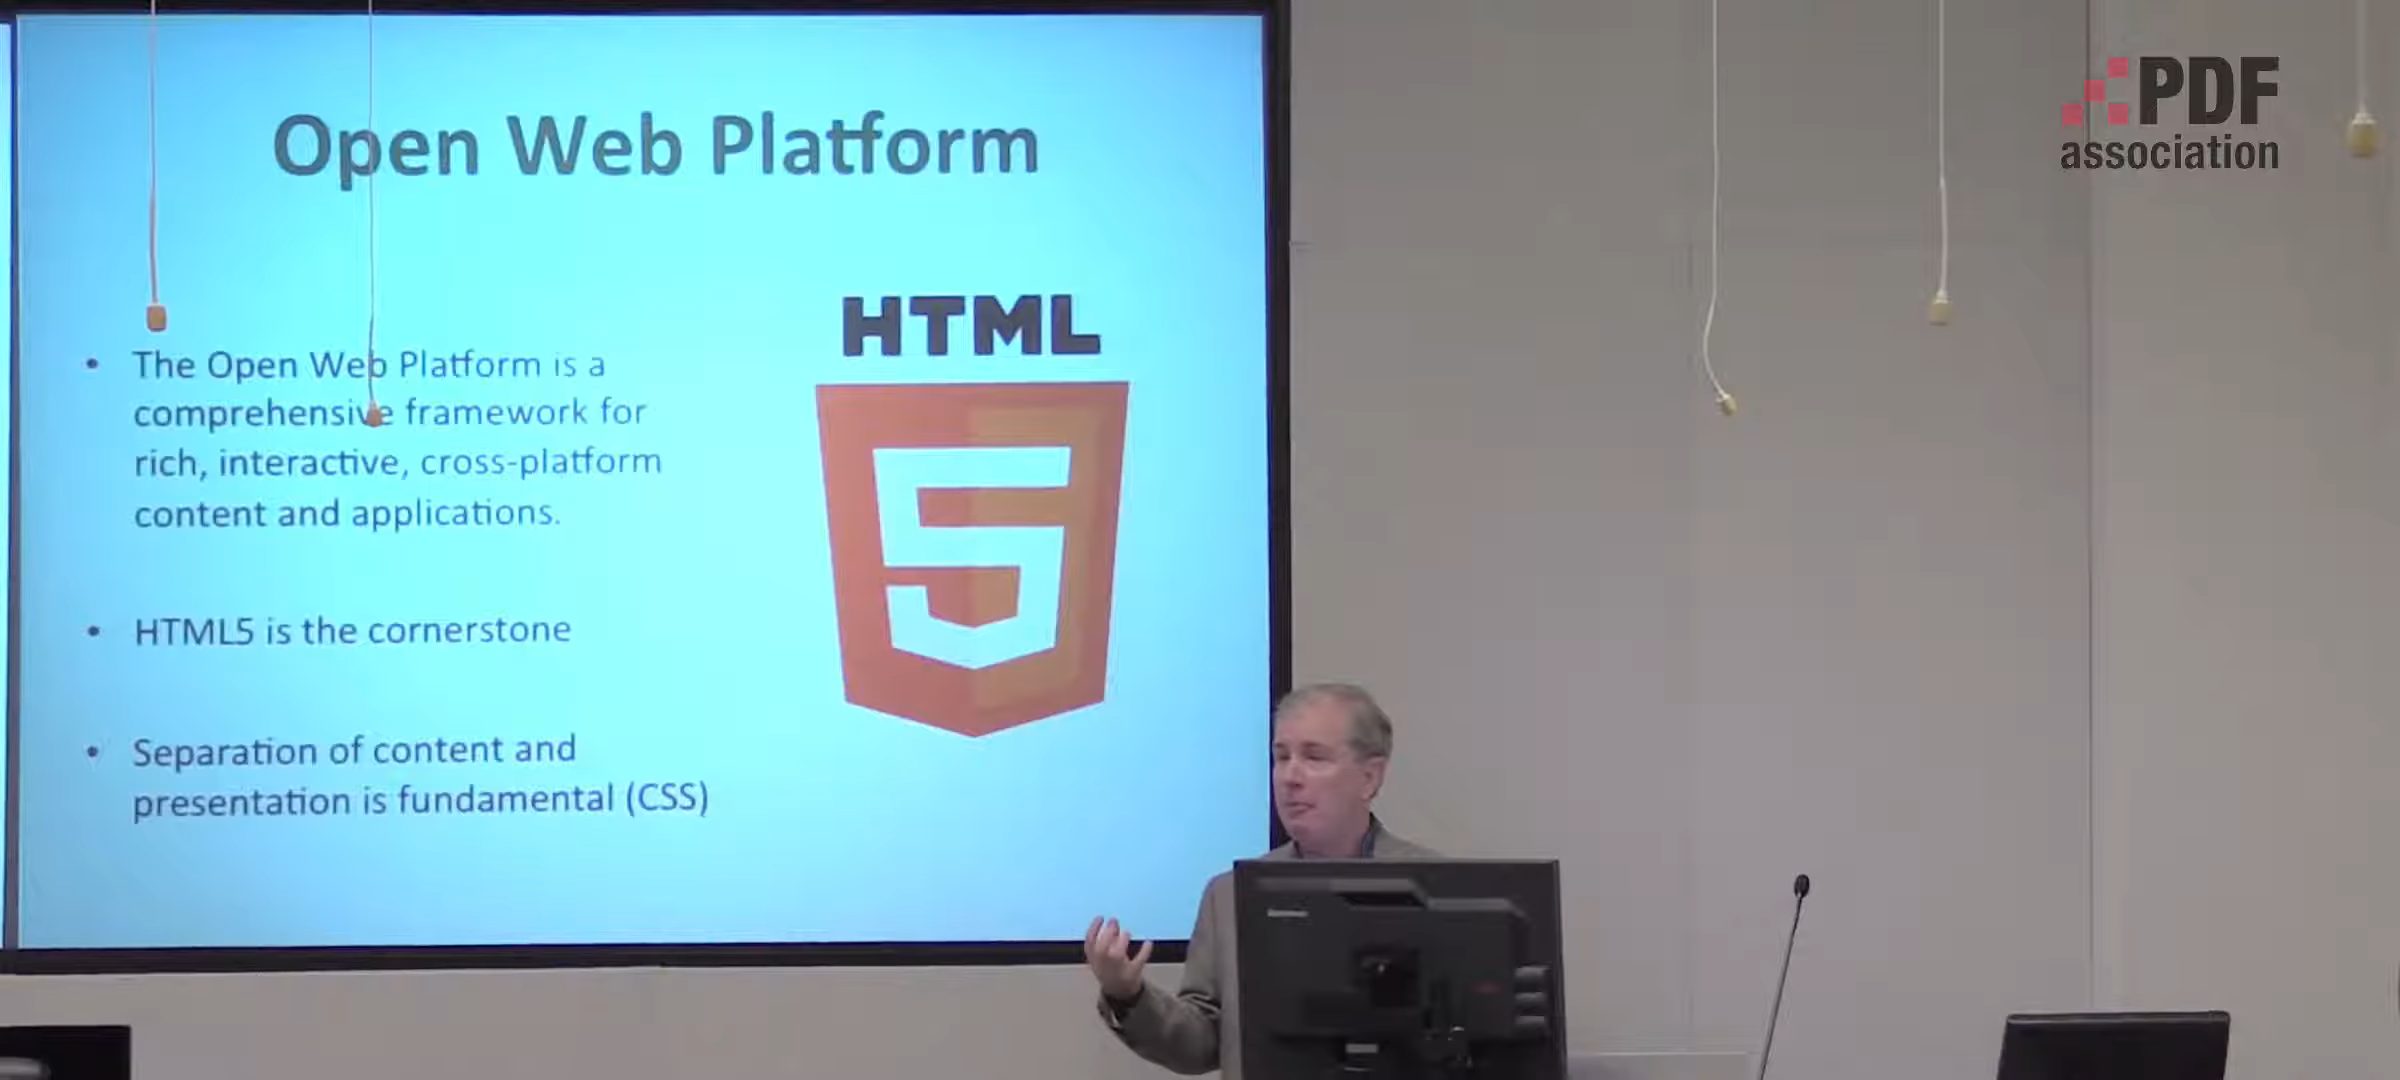 Open Web Platform
• The Open Web Platform is a
comprehensive framework for
rich, interactive, cross-platform
content and applications.
• HTML5 is the cornerstone
• Separation of content and
presentation is fundamental (CSS)
HTML
5
PDF
association